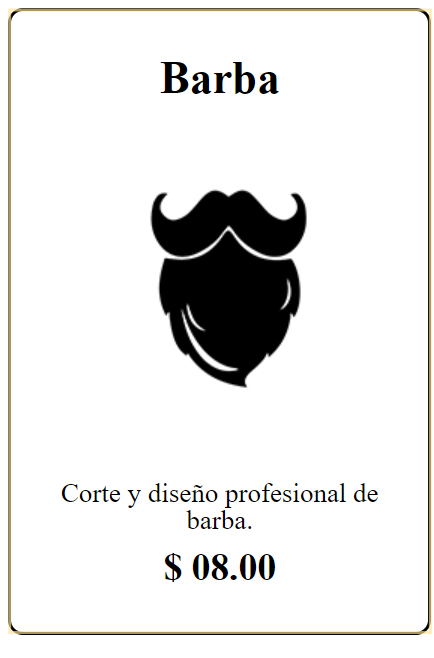 Barba
Corte y diseño profesional de
barba.
$ 08.00